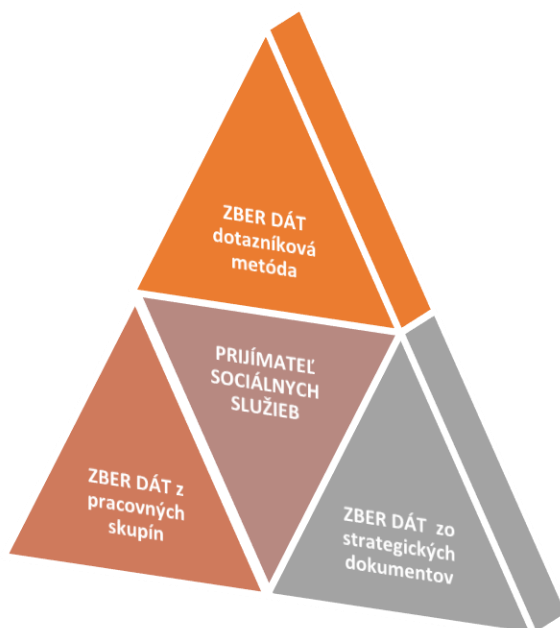 ZBER DÁT
dotazníková
metóda
PRIJÍMATEĽ
SOCIÁLNYCH
SLUŽIEB
ZBER DÁT z
pracovných
skupín
ZBER DÁT  zo
strategických
dokumentov